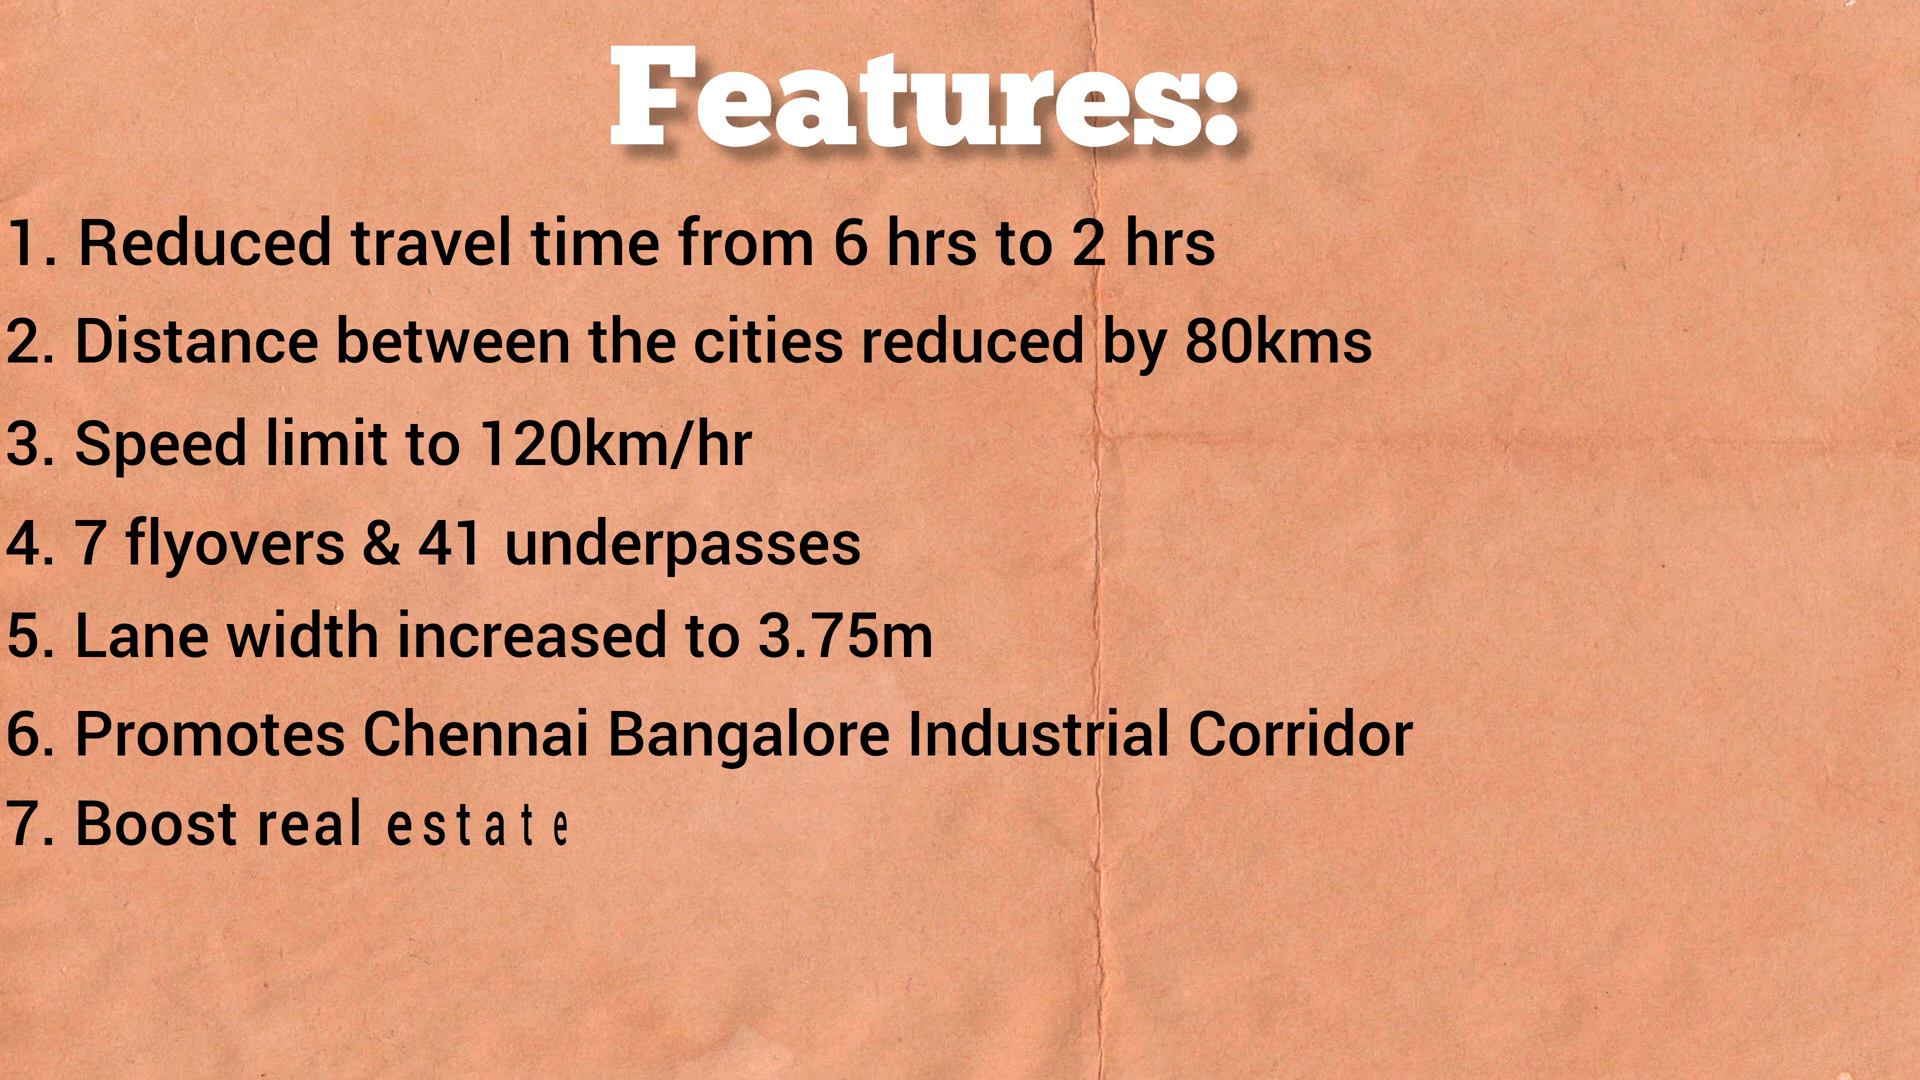 Features:
1. Reduced travel time from 6 hrs to 2 hrs
2. Distance between the cities reduced by 80kms
3. Speed limit to 120km/hr
4. 7 flyovers & 41 underpasses
5. Lane width increased to 3.75m
6. Promotes Chennai Bangalore Industrial Corridor
7. Boost real estate